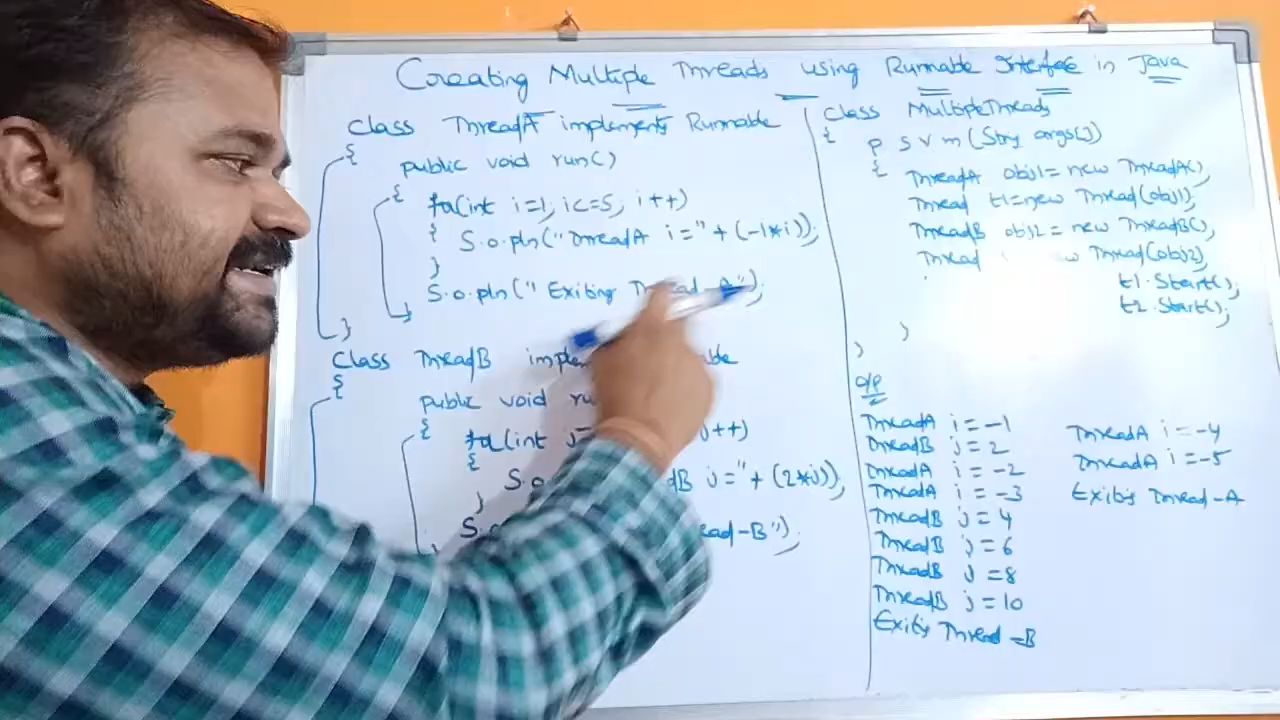 Creating Multiple Threads using Runnable Interface in Java
class ThreadA implements Runnable
{
public void run()
{
for(int i=1; i<=5; i++)
{ S.o.pln("ThreadA i="+(-1*i));
}
S.o.pln(" Exiting Thread-A");
}
}
Class ThreadB
{
public void
{
for(int j++)
{
S.o j="+(2*j));
}
S.o -B");
class MultipleThreads
{
p s v m (String args[])
{ ThreadA obj1= new ThreadA();
Thread t1=new Thread(obj1);
ThreadB obj2 = new ThreadB();
Thread Thread(obj2);
t1.Start();
t2.Start();
}
}
O/P
ThreadA i = -1
ThreadB j = 2
ThreadA i = -2
ThreadA i = -3
ThreadB j = 4
ThreadB j = 6
ThreadB j = 8
ThreadB j = 10
Exiting Thread -B
ThreadA i = -4
ThreadA i = -5
Exiting Thread -A